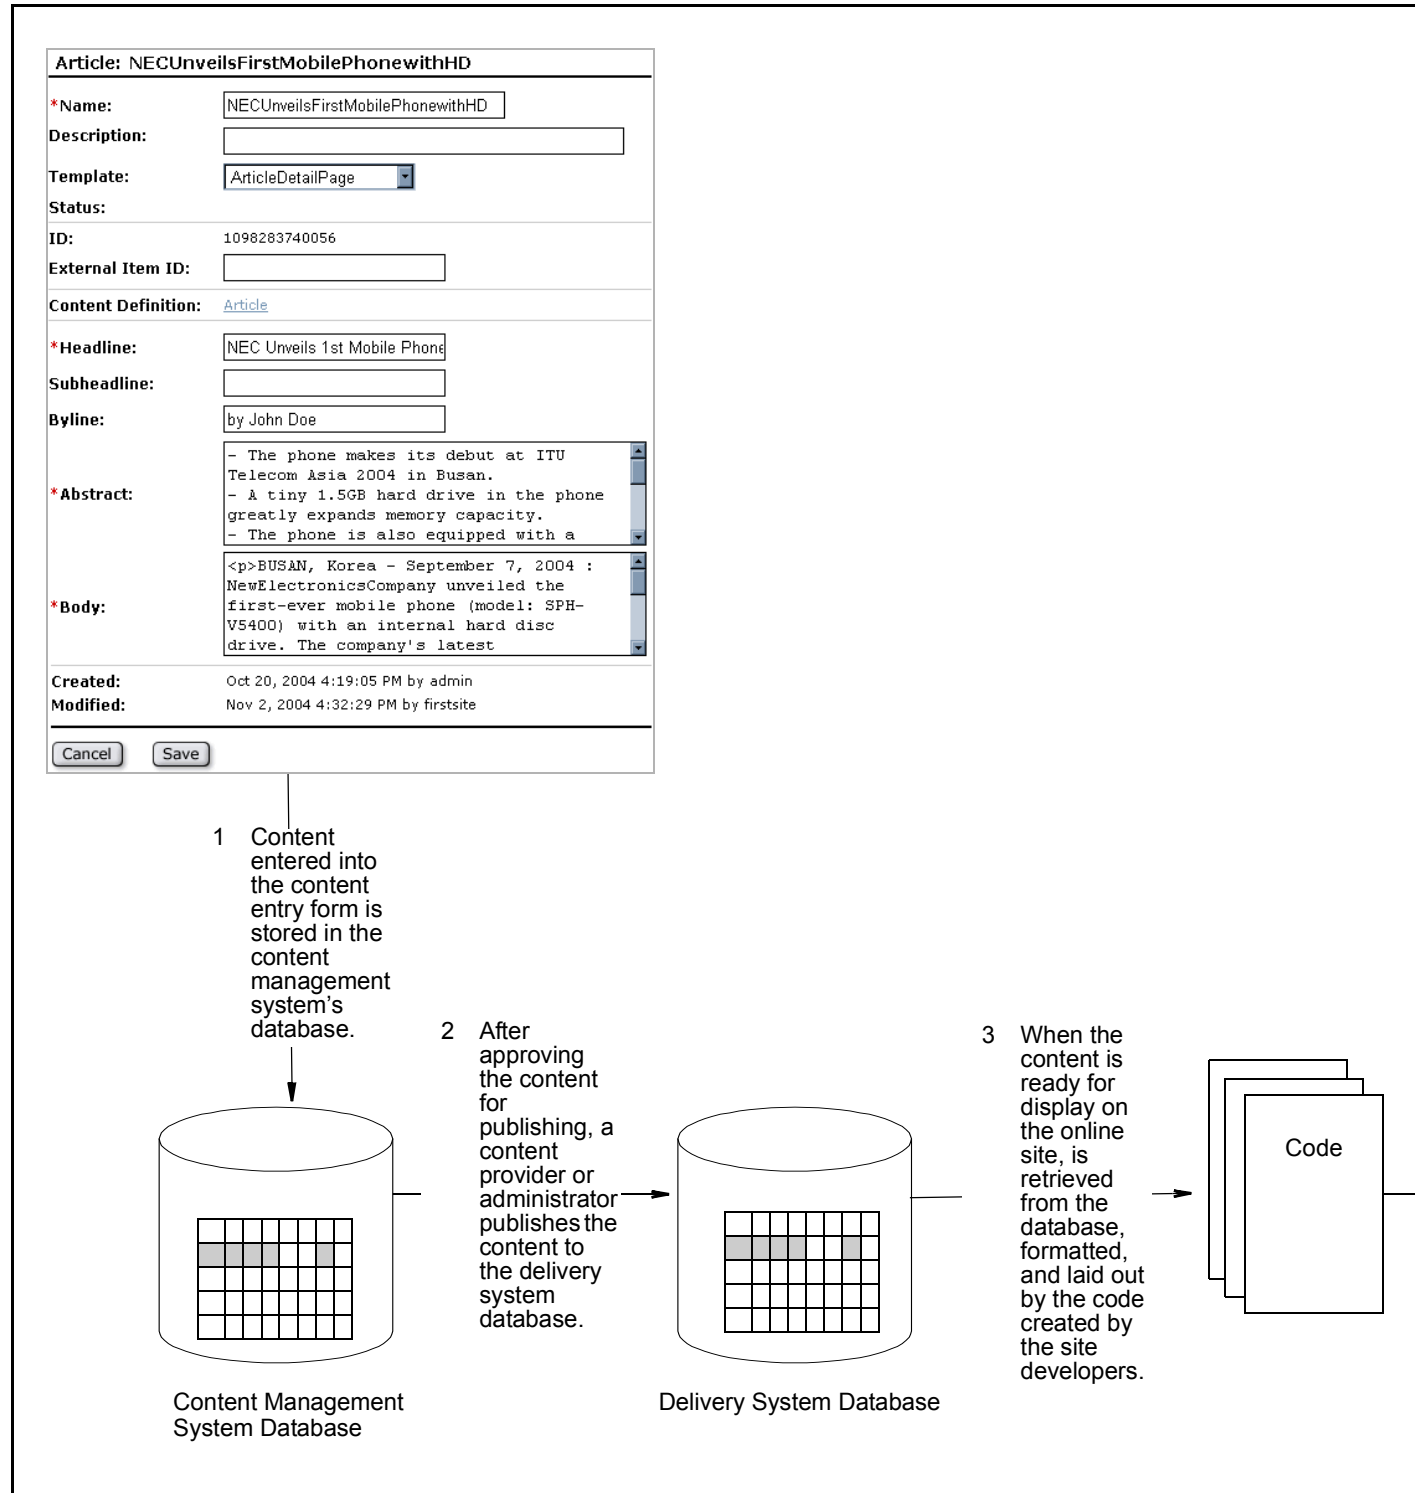 Article: NECUnveilsFirstMobilePhonewithHD
*Name: NECUnveilsFirstMobilePhonewithHD
Description:
Template: ArticleDetailPage
Status:
ID: 1098283740056
External Item ID:
Content Definition: Article
*Headline: NEC Unveils 1st Mobile Phone
Subheadline:
Byline: by John Doe
*Abstract:
- The phone makes its debut at ITU
Telecom Asia 2004 in Busan.
- A tiny 1.5GB hard drive in the phone
greatly expands memory capacity.
- The phone is also equipped with a
*Body:
<p>BUSAN, Korea - September 7, 2004 :
NewElectronicsCompany unveiled the
first-ever mobile phone (model: SPH-
V5400) with an internal hard disc
drive. The company's latest
Created: Oct 20, 2004 4:19:05 PM by admin
Modified: Nov 2, 2004 4:32:29 PM by firstsite
Cancel Save
1 Content
entered into
the content
entry form is
stored in the
content
management
system’s
database.
2 After
approving
the content
for
publishing, a
content
provider or
administrator
publishes the
content to
the delivery
system
database.
3 When the
content is
ready for
display on
the online
site, is
retrieved
from the
database,
formatted,
and laid out
by the code
created by
the site
developers.
Code
Content Management
System Database
Delivery System Database